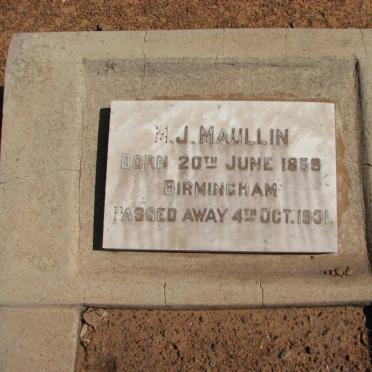 M.J. MAULLIN
BORN 20TH JUNE 1859
BIRMINGHAM
PASSED AWAY 4TH OCT. 1931.